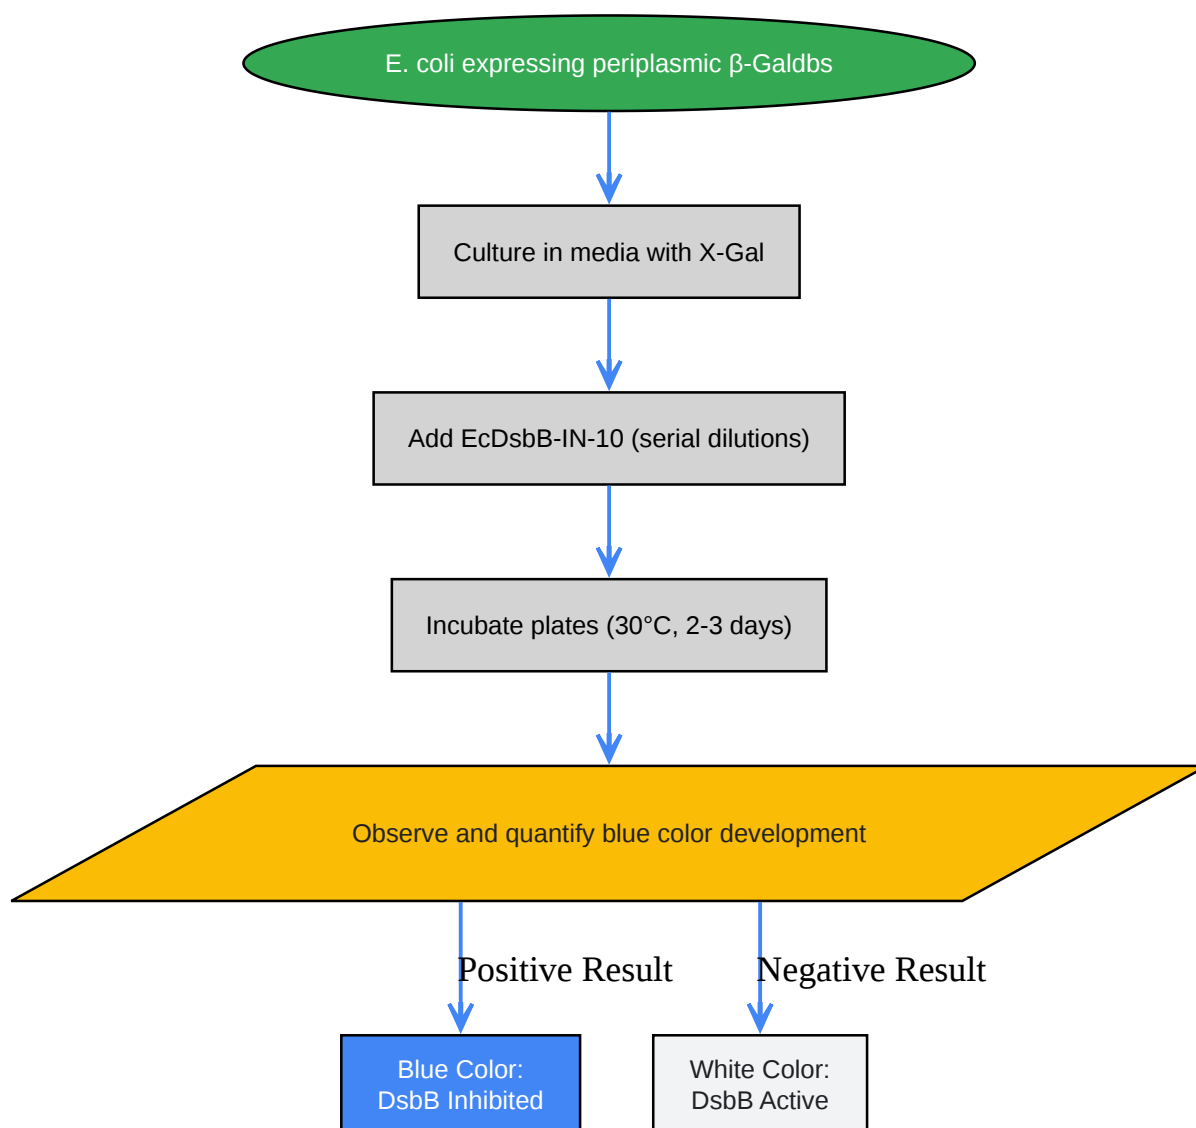 E. coli expressing periplasmic β-Galdbs
Culture in media with X-Gal
Add EcDsbB-IN-10 (serial dilutions)
Incubate plates (30°C, 2-3 days)
Observe and quantify blue color development
Positive Result
Negative Result
Blue Color:
DsbB Inhibited
White Color:
DsbB Active